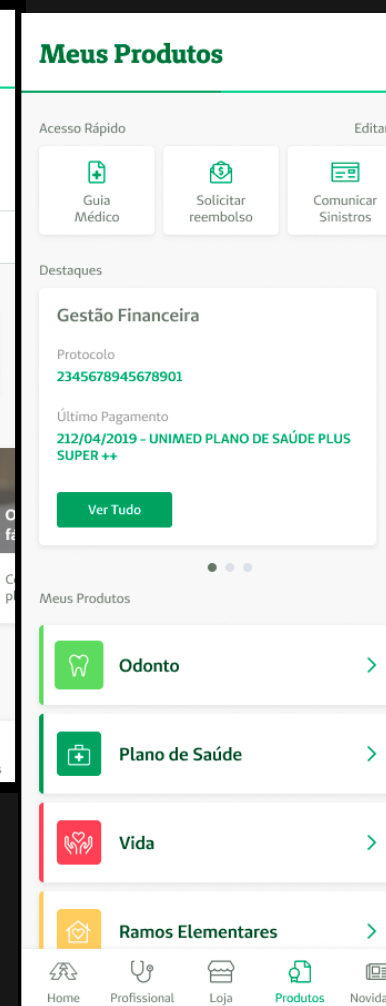 Meus Produtos
Acesso Rápido
Editar
Guia
Médico
Solicitar
reembolso
Comunicar
Sinistros
Destaques
Gestão Financeira
Protocolo
2345678945678901
Último Pagamento
212/04/2019 - UNIMED PLANO DE SAÚDE PLUS
SUPER ++
Ver Tudo
Meus Produtos
Odonto
Plano de Saúde
Vida
Ramos Elementares
Home
Profissional
Loja
Produtos